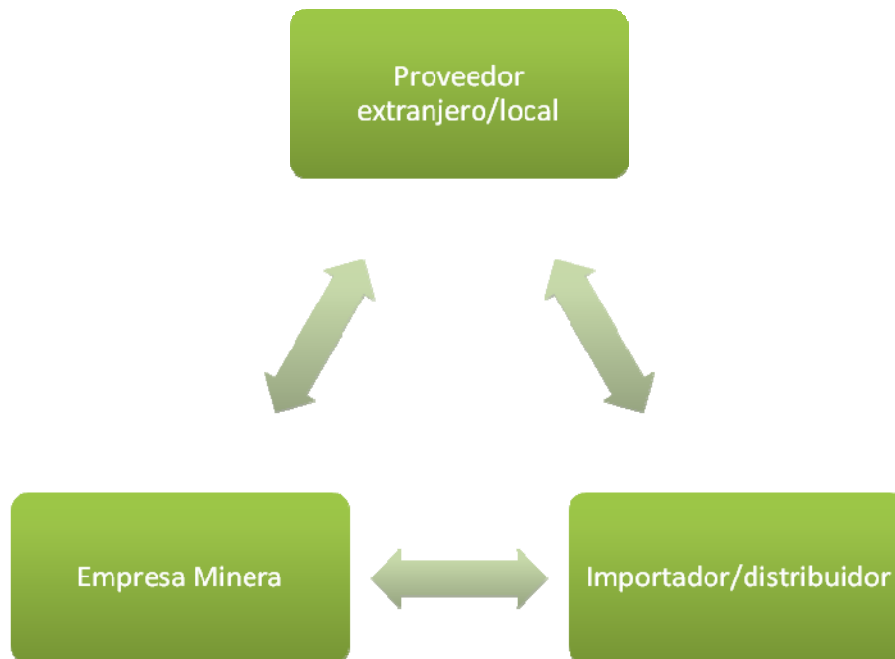 Proveedor
extranjero/local
Empresa Minera
Importador/distribuidor